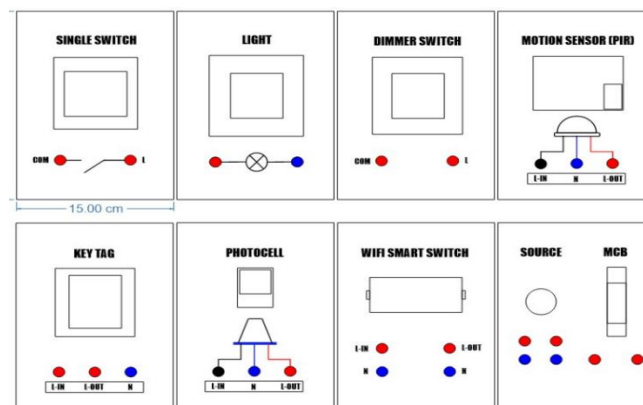 SINGLE SWITCH
COM L
15.00 cm
LIGHT
DIMMER SWITCH
COM L
MOTION SENSOR (PIR)
L-IN N L-OUT
KEY TAG
L-IN L-OUT N
PHOTOCELL
L-IN N L-OUT
WIFI SMART SWITCH
L-IN L-OUT
N N
SOURCE MCB